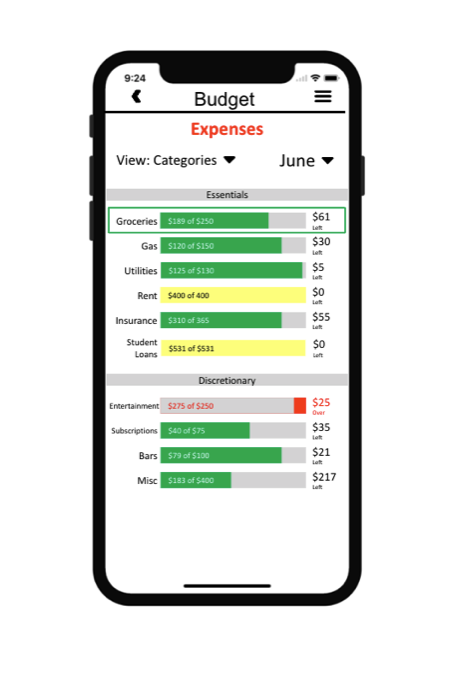 9:24
Budget
Expenses
View: Categories June
Essentials
Groceries $189 of $250 $61
Left
Gas $120 of $150 $30
Left
Utilities $125 of $130 $5
Left
Rent $400 of 400 $0
Left
Insurance $310 of 365 $55
Left
Student
Loans $531 of $531 $0
Left
Discretionary
Entertainment $275 of $250 $25
Over
Subscriptions $40 of $75 $35
Left
Bars $79 of $100 $21
Left
Misc $183 of $400 $217
Left